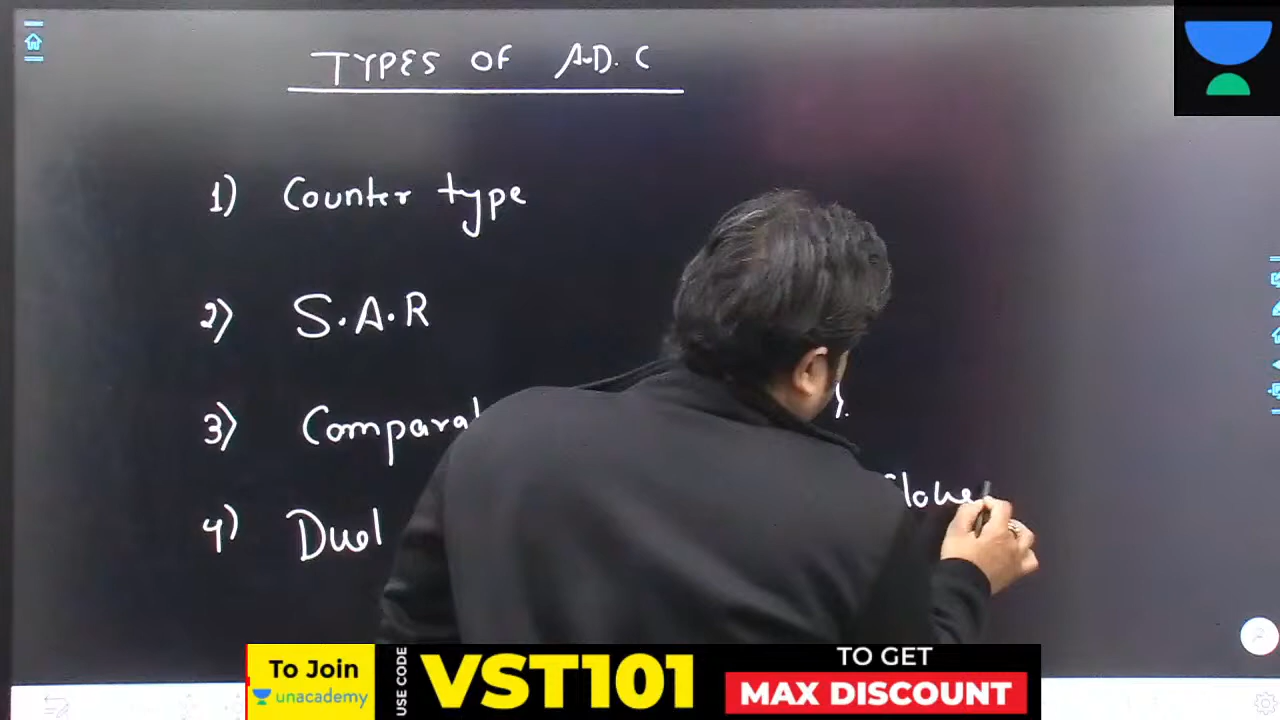 TYPES OF A.D.C
1) Counter type
2) S.A.R
3)
4) Dual
To Join
unacademy
USE CODE
VST101
TO GET
MAX DISCOUNT